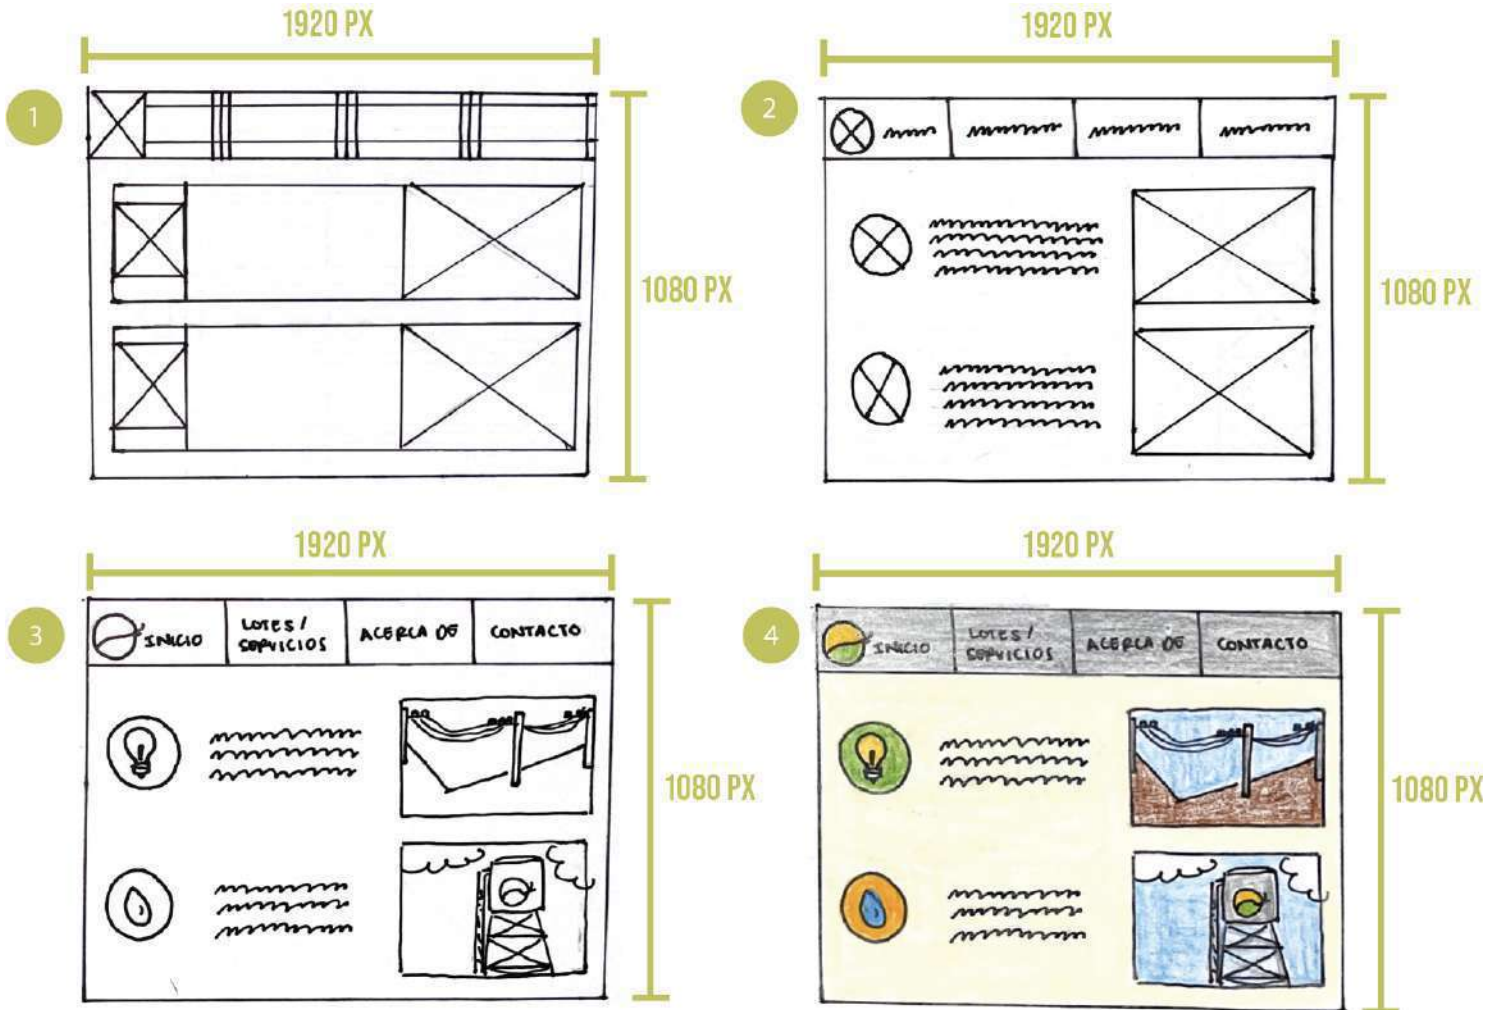 1920 PX
1
1080 PX
1920 PX
2
1080 PX
1920 PX
3
INICIO
LOTES/
SERVICIOS
ACERCA DE
CONTACTO
1080 PX
1920 PX
4
INICIO
LOTES/
SERVICIOS
ACERCA DE
CONTACTO
1080 PX